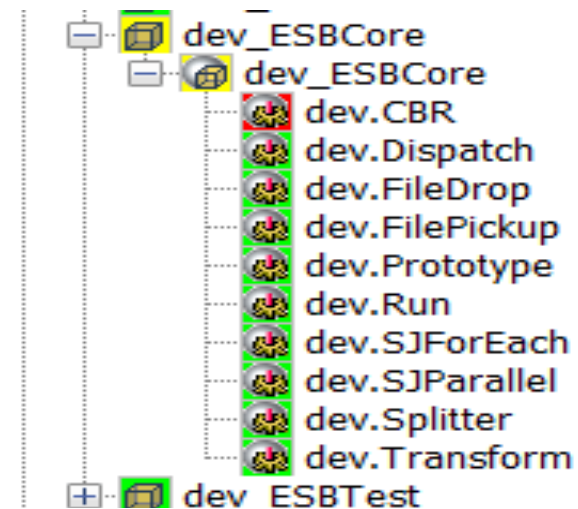 dev_ESBCore
dev_ESBCore
dev.CBR
dev.Dispatch
dev.FileDrop
dev.FilePickup
dev.Prototype
dev.Run
dev.SJForEach
dev.SJParallel
dev.Splitter
dev.Transform
dev_ESBTest